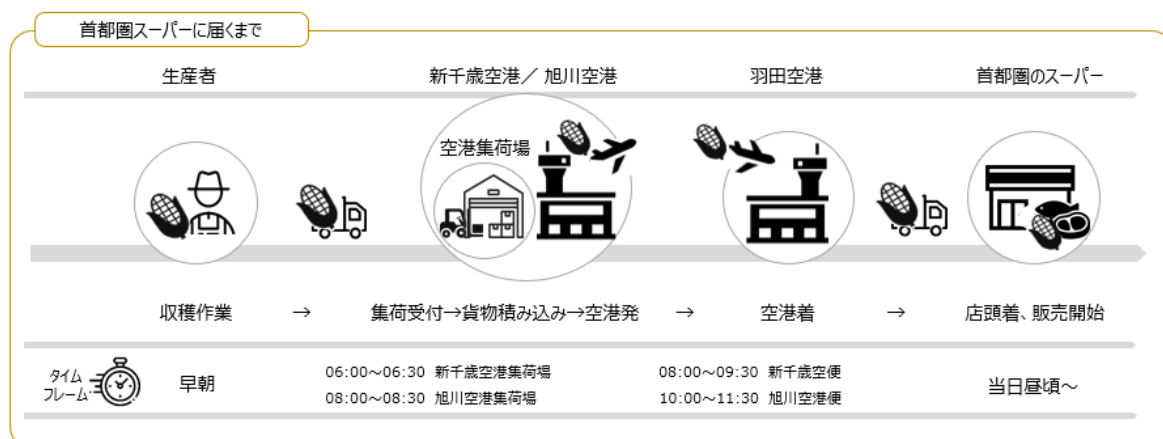 首都圏スーパーに届くまで
生産者
新千歳空港／旭川空港
羽田空港
首都圏のスーパー
空港集荷場
収穫作業 → 集荷受付→貨物積み込み→空港発 → 空港着 → 店頭着、販売開始
タイム
フレーム
早朝
06:00～06:30 新千歳空港集荷場
08:00～08:30 旭川空港集荷場
08:00～09:30 新千歳空便
10:00～11:30 旭川空港便
当日昼頃～